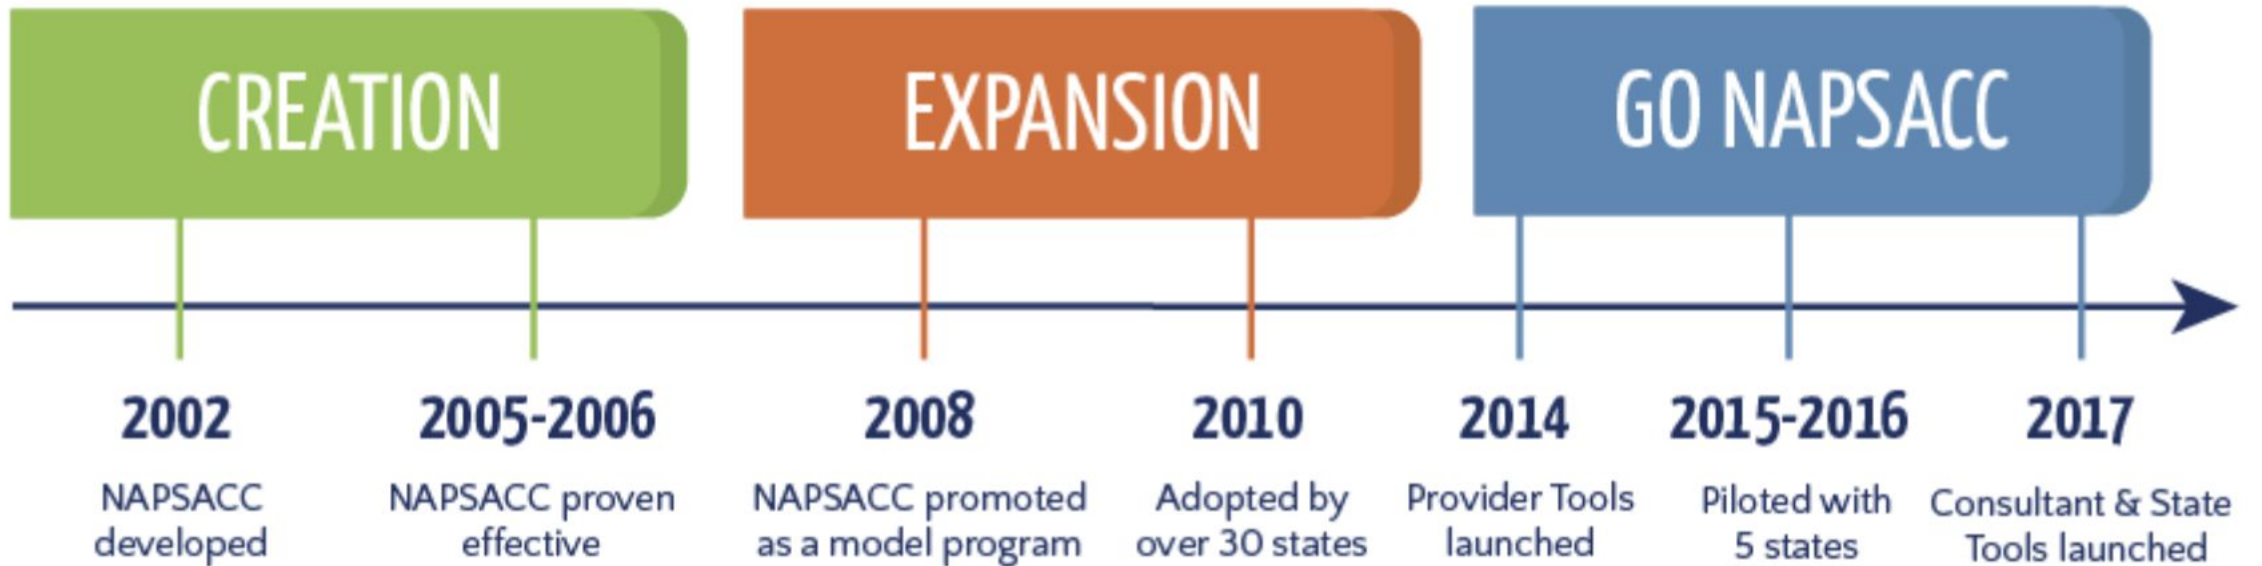 CREATION
EXPANSION
GO NAPSACC
2002
NAPSACC
developed
2005-2006
NAPSACC proven
effective
2008
NAPSACC promoted
as a model program
2010
Adopted by
over 30 states
2014
Provider Tools
launched
2015-2016
Piloted with
5 states
2017
Consultant & State
Tools launched